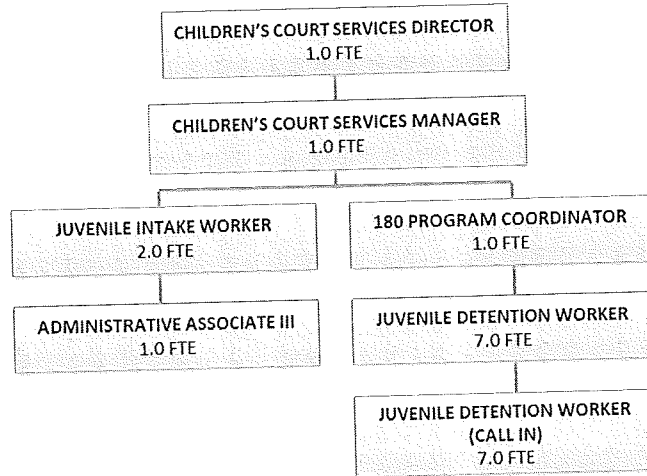 CHILDREN'S COURT SERVICES DIRECTOR
1.0 FTE
CHILDREN'S COURT SERVICES MANAGER
1.0 FTE
JUVENILE INTAKE WORKER
2.0 FTE
ADMINISTRATIVE ASSOCIATE III
1.0 FTE
180 PROGRAM COORDINATOR
1.0 FTE
JUVENILE DETENTION WORKER
7.0 FTE
JUVENILE DETENTION WORKER
(CALL IN)
7.0 FTE